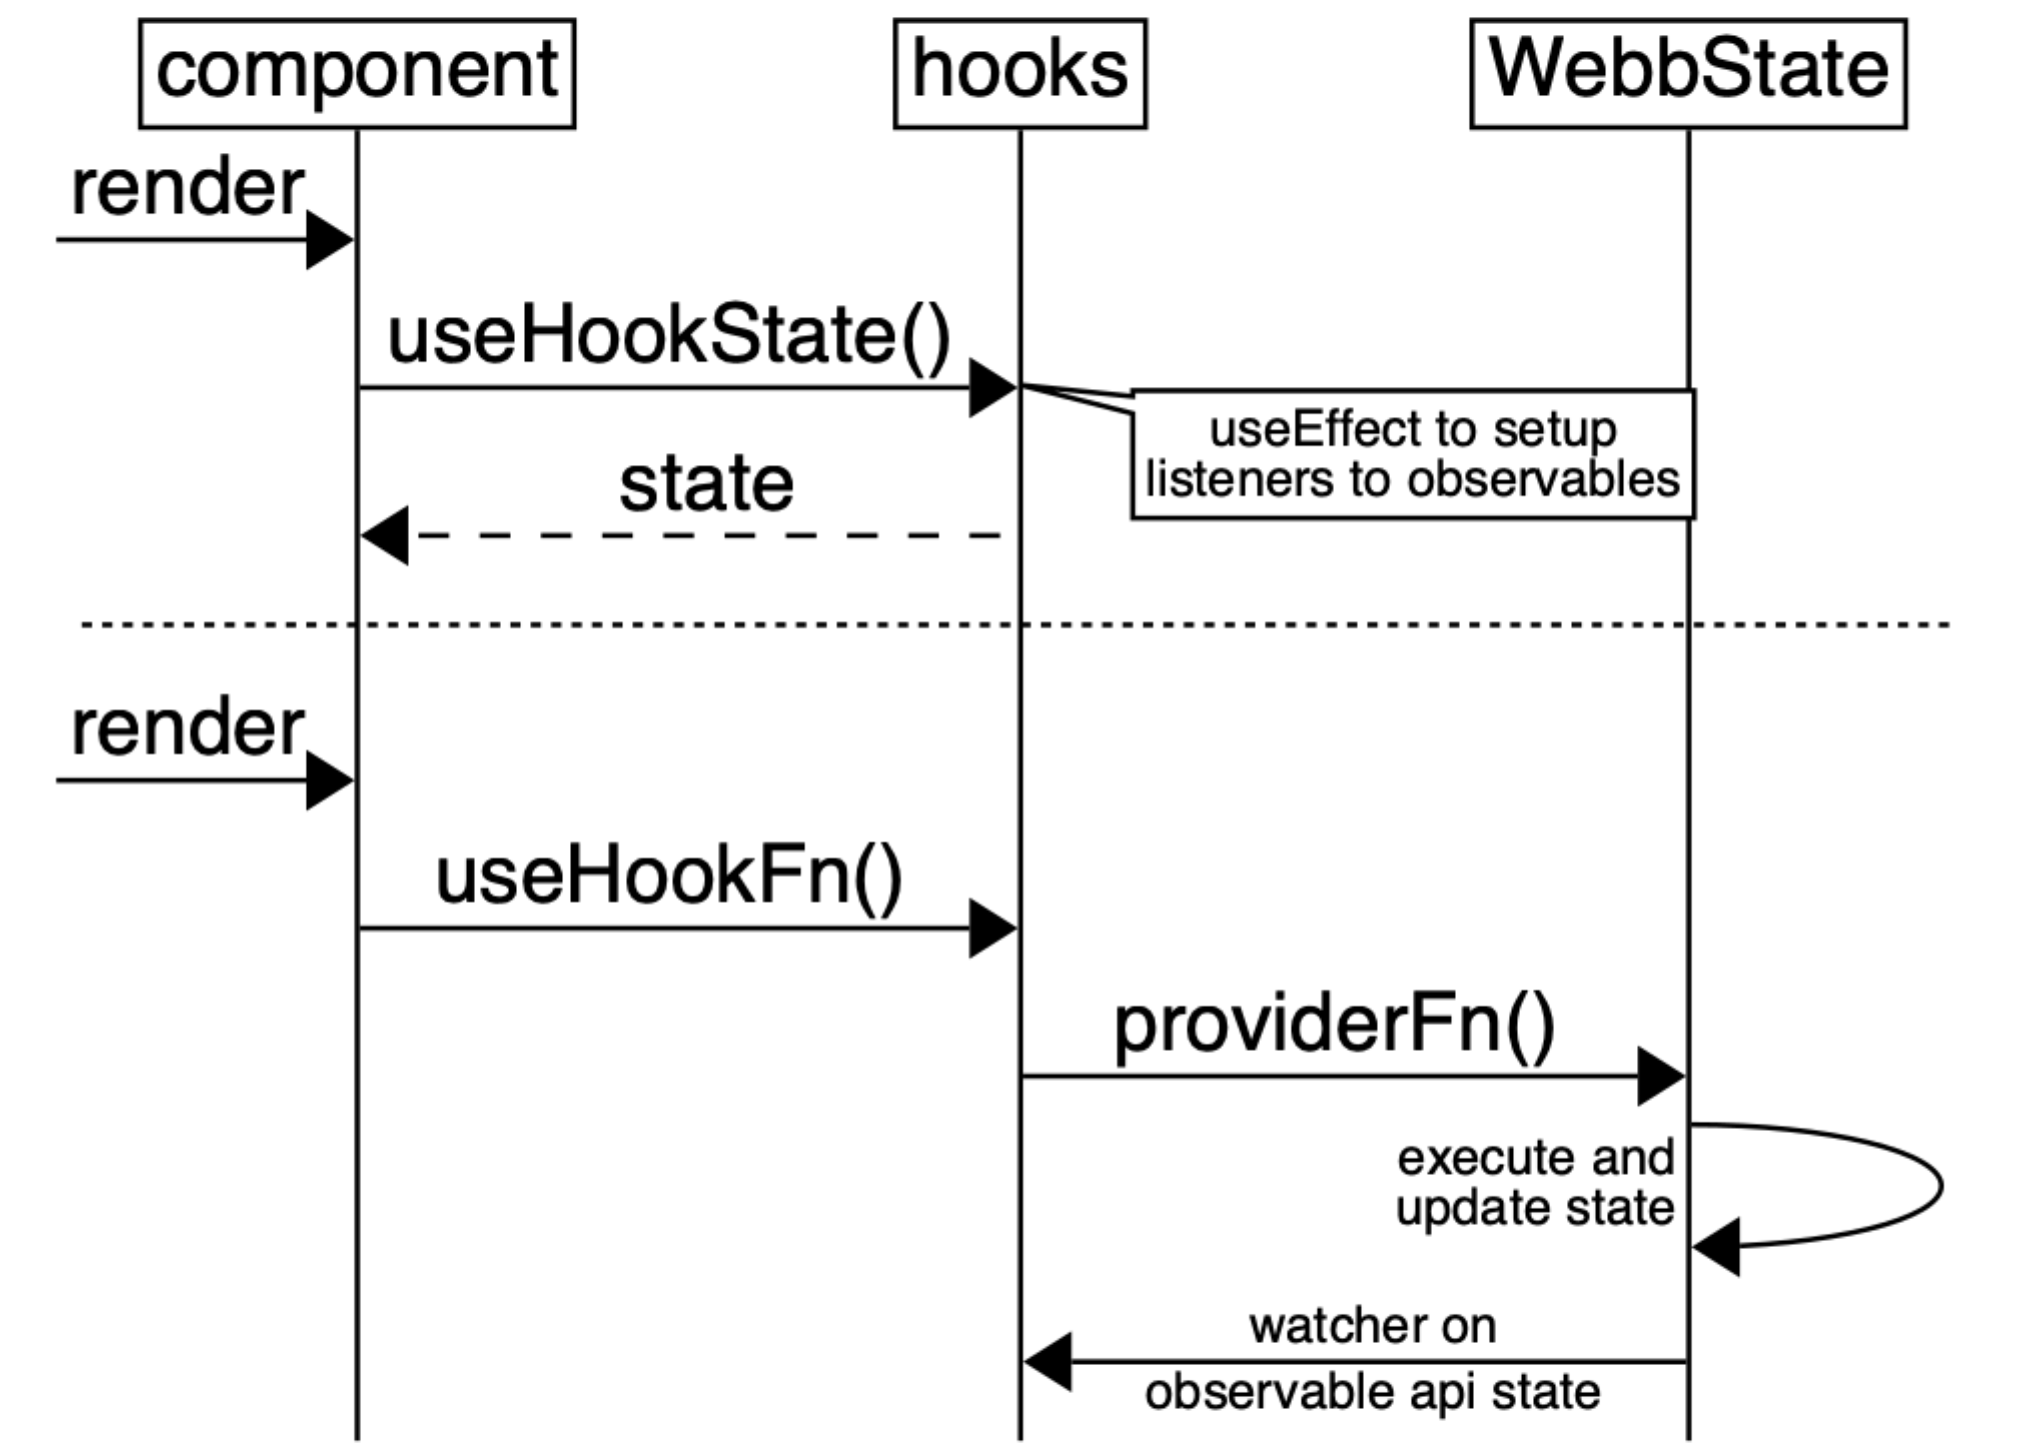 component
hooks
WebbState
render
useHookState()
useEffect to setup
listeners to observables
state
render
useHookFn()
providerFn()
execute and
update state
watcher on
observable api state